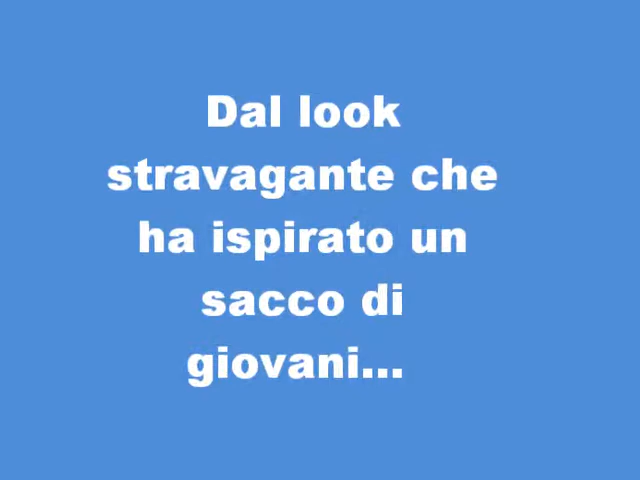 Dal look
stravagante che
ha ispirato un
sacco di
giovani...